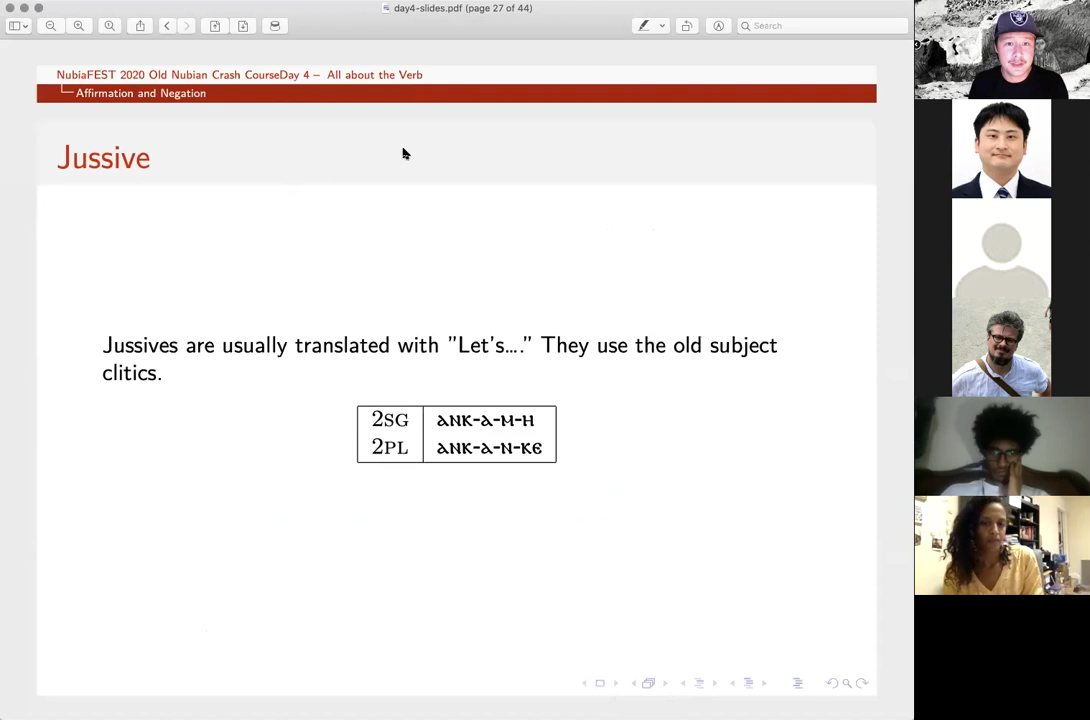 day4-slides.pdf (page 27 of 44)
Search
NubiaFEST 2020 Old Nubian Crash CourseDay 4 – All about the Verb
Affirmation and Negation
Jussive
Jussives are usually translated with "Let's...." They use the old subject
clitics.
2SG ⲁⲛⲕ-ⲁ-ⲙ-ⲏ
2PL ⲁⲛⲕ-ⲁ-ⲛ-ⲕⲉ